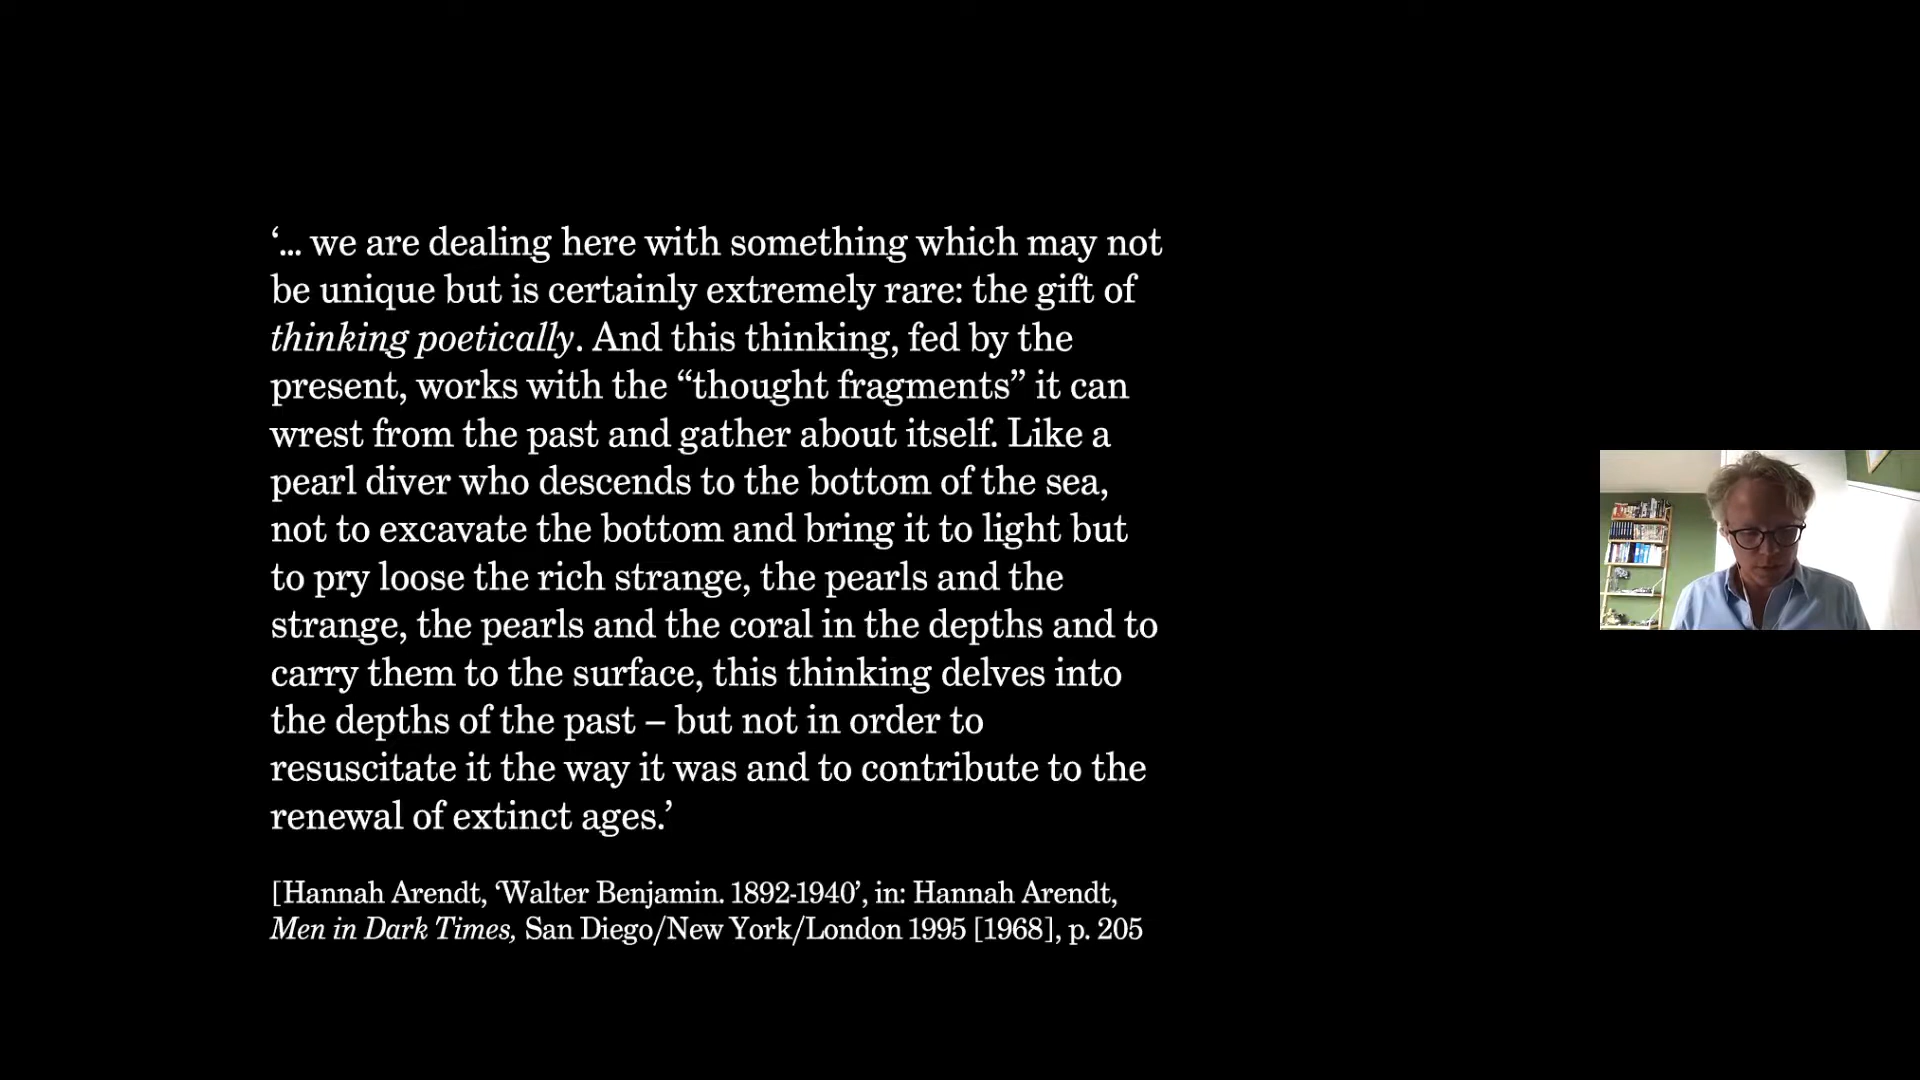 ‘... we are dealing here with something which may not
be unique but is certainly extremely rare: the gift of
thinking poetically. And this thinking, fed by the
present, works with the “thought fragments” it can
wrest from the past and gather about itself. Like a
pearl diver who descends to the bottom of the sea,
not to excavate the bottom and bring it to light but
to pry loose the rich strange, the pearls and the
strange, the pearls and the coral in the depths and to
carry them to the surface, this thinking delves into
the depths of the past – but not in order to
resuscitate it the way it was and to contribute to the
renewal of extinct ages.’
[Hannah Arendt, ‘Walter Benjamin. 1892-1940’, in: Hannah Arendt,
Men in Dark Times, San Diego/New York/London 1995 [1968], p. 205